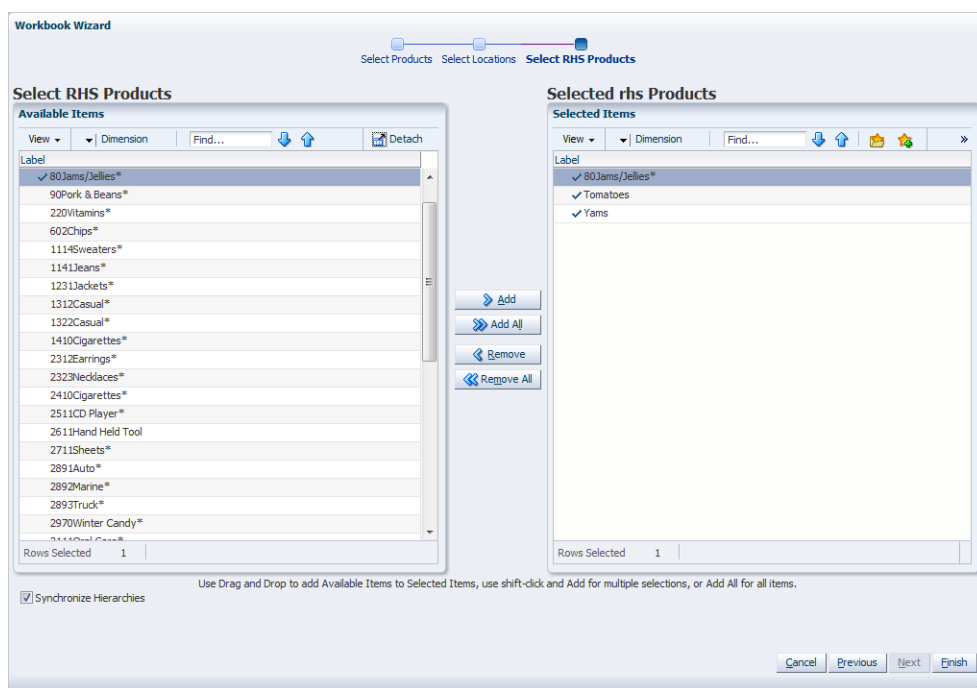 Workbook Wizard
Select Products Select Locations Select RHS Products
Select RHS Products
Available Items
View Dimension Find... Detach
Label
80Jams/Jellies*
90Pork & Beans*
220Vitamins*
602Chips*
1114Sweaters*
1141Jeans*
1231Jackets*
1312Casual*
1322Casual*
1410Cigarettes*
2312Earrings*
2323Necklaces*
2410Cigarettes*
2511CD Player*
2611Hand Held Tool
2711Sheets*
2891Auto*
2892Marine*
2893Truck*
2970Winter Candy*
Rows Selected 1
Add
Add All
Remove
Remove All
Selected rhs Products
Selected Items
View Dimension Find... »
Label
80Jams/Jellies*
Tomatoes
Yams
Rows Selected 1
Use Drag and Drop to add Available Items to Selected Items, use shift-click and Add for multiple selections, or Add All for all items.
Synchronize Hierarchies
Cancel Previous Next Finish